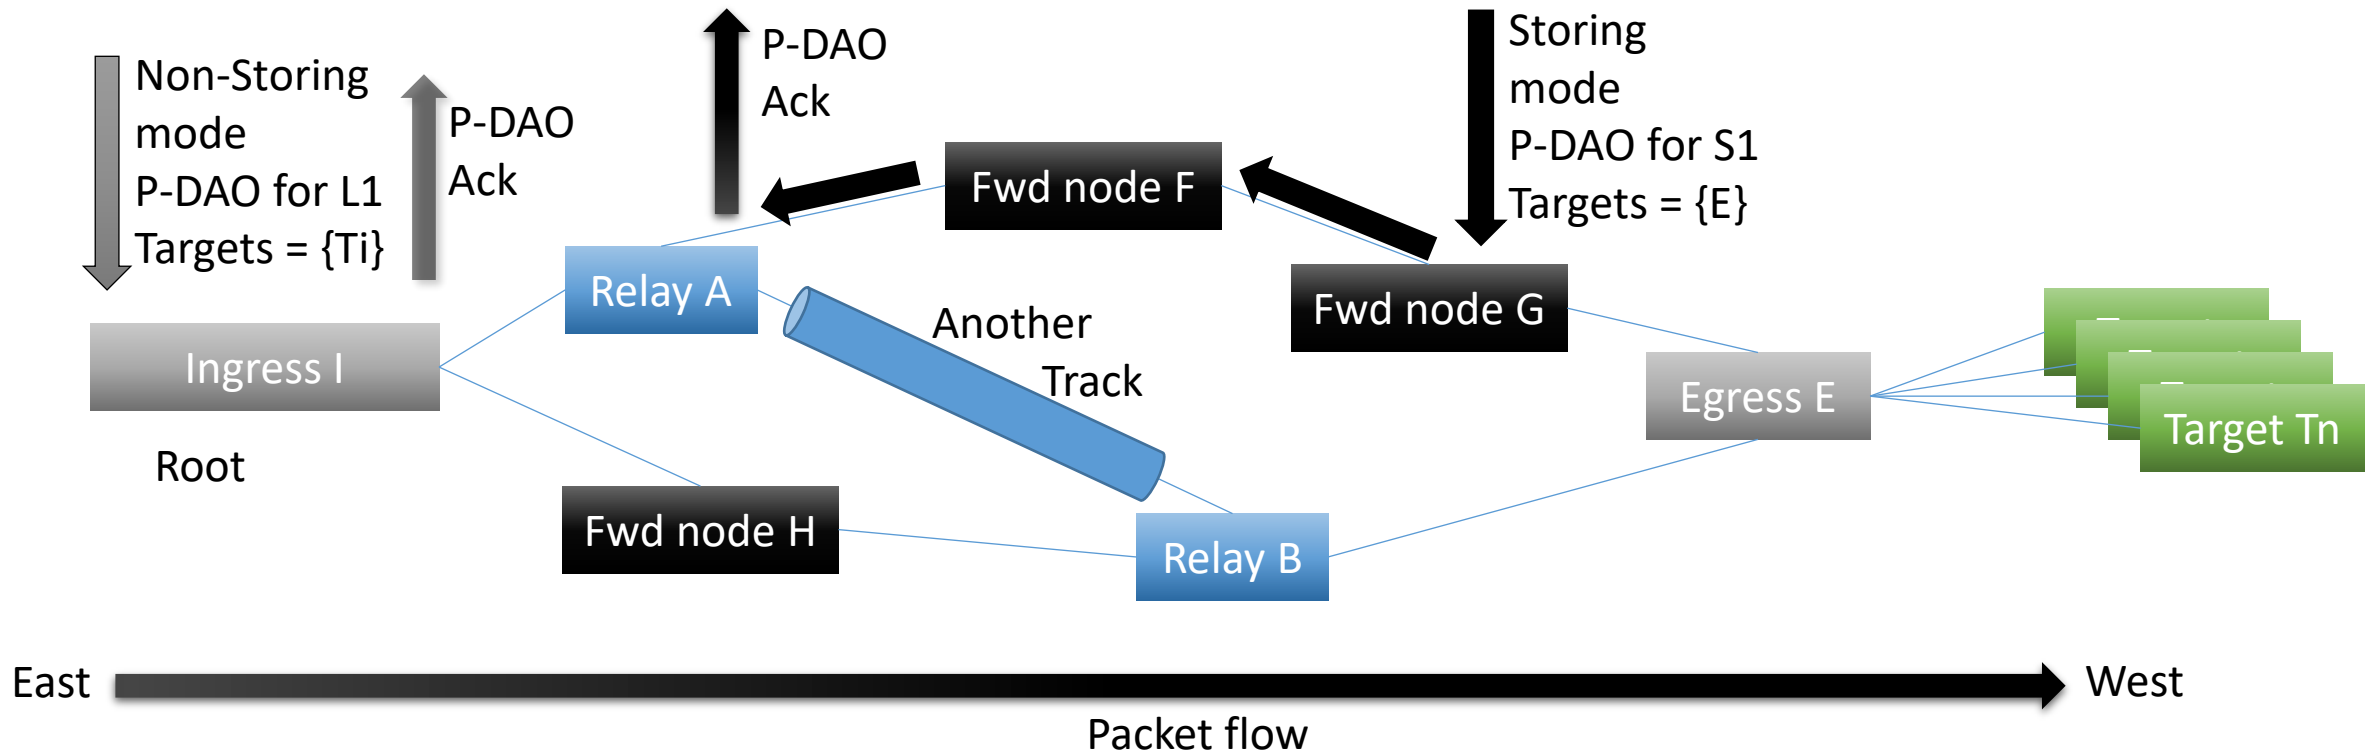 Non-Storing
mode
P-DAO for L1
Targets = {Ti}
P-DAO
Ack
P-DAO
Ack
Storing
mode
P-DAO for S1
Targets = {E}
Fwd node F
Relay A
Fwd node G
Another
Track
Ingress I
Egress E
Target Tn
Root
Fwd node H
Relay B
East
West
Packet flow